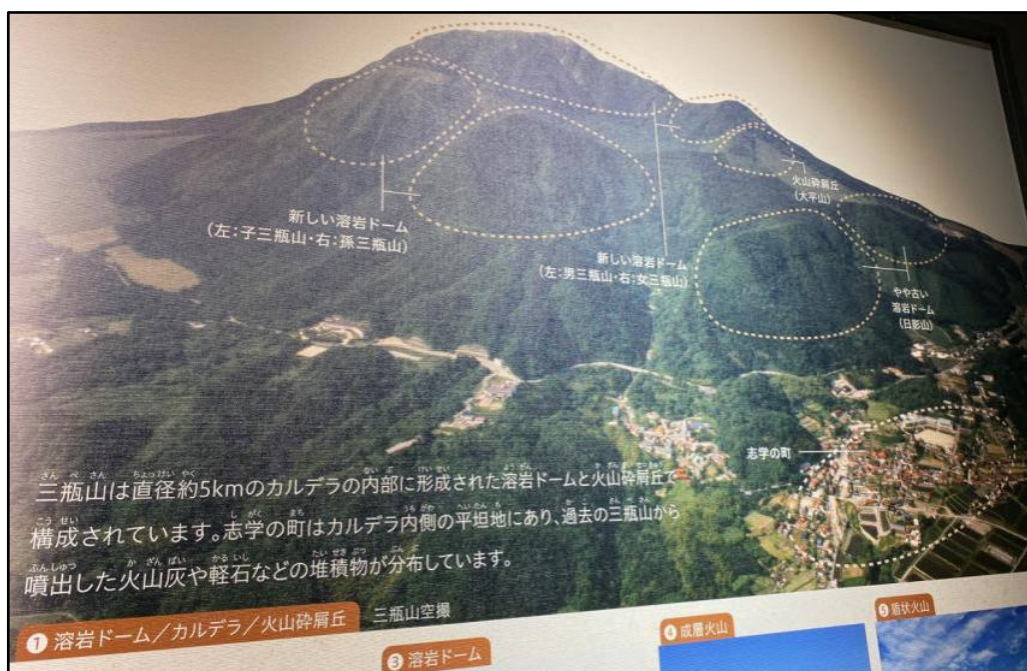 火山砕屑丘
(大平山)
新しい溶岩ドーム
(左:子三瓶山・右:孫三瓶山)
新しい溶岩ドーム
(左:男三瓶山・右:女三瓶山)
やや古い
溶岩ドーム
(日影山)
志学の町
三瓶山は直径約5kmのカルデラの内部に形成された溶岩ドームと火山砕屑丘で
構成されています。志学の町はカルデラ内側の平坦地にあり、過去の三瓶山から
噴出した火山灰や軽石などの堆積物が分布しています。
1 溶岩ドーム/カルデラ/火山砕屑丘
三瓶山空撮
3 溶岩ドーム
4 成層火山
5 盾状火山